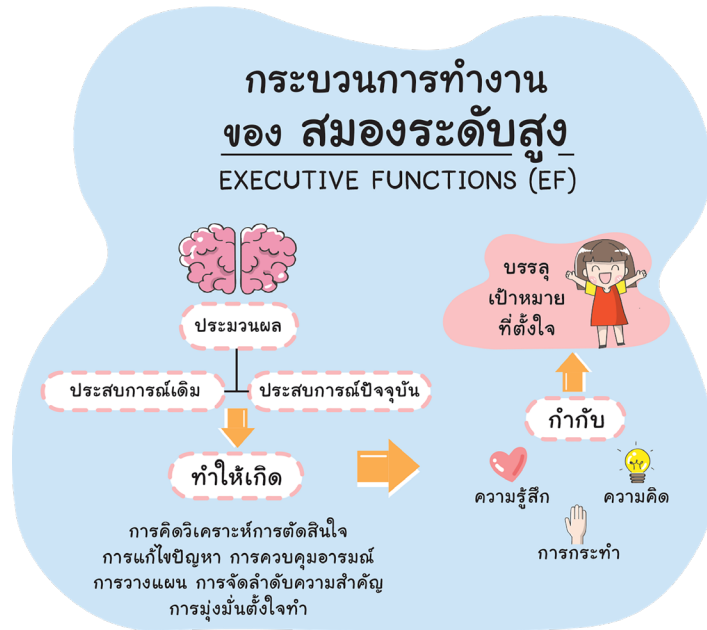 กระบวนการทำงาน
ของ สมองระดับสูง
EXECUTIVE FUNCTIONS (EF)
ประมวนผล
ประสบการณ์เดิม
ประสบการณ์ปัจจุบัน
ทำให้เกิด
การคิดวิเคราะห์การตัดสินใจ
การแก้ไขปัญหา การควบคุมอารมณ์
การวางแผน การจัดลำดับความสำคัญ
การมุ่งมั่นตั้งใจทำ
บรรลุ
เป้าหมาย
ที่ตั้งใจ
กำกับ
ความรู้สึก
ความคิด
การกระทำ